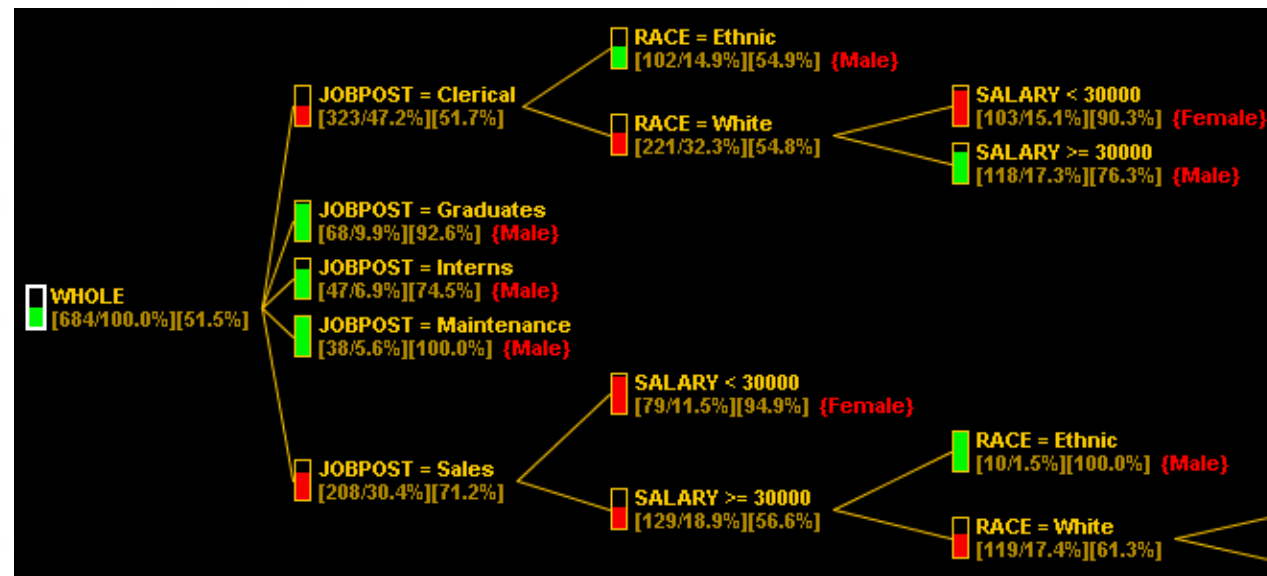 RACE = Ethnic
[102/14.9%][54.9%] {Male}
JOBPOST = Clerical
[323/47.2%][51.7%]
SALARY < 30000
[103/15.1%][90.3%] {Female}
RACE = White
[221/32.3%][54.8%]
SALARY >= 30000
[118/17.3%][76.3%] {Male}
JOBPOST = Graduates
[68/9.9%][92.6%] {Male}
JOBPOST = Interns
[47/6.9%][74.5%] {Male}
WHOLE
[684/100.0%][51.5%]
JOBPOST = Maintenance
[38/5.6%][100.0%] {Male}
SALARY < 30000
[79/11.5%][94.9%] {Female}
RACE = Ethnic
[10/1.5%][100.0%] {Male}
JOBPOST = Sales
[208/30.4%][71.2%]
SALARY >= 30000
[129/18.9%][56.6%]
RACE = White
[119/17.4%][61.3%]